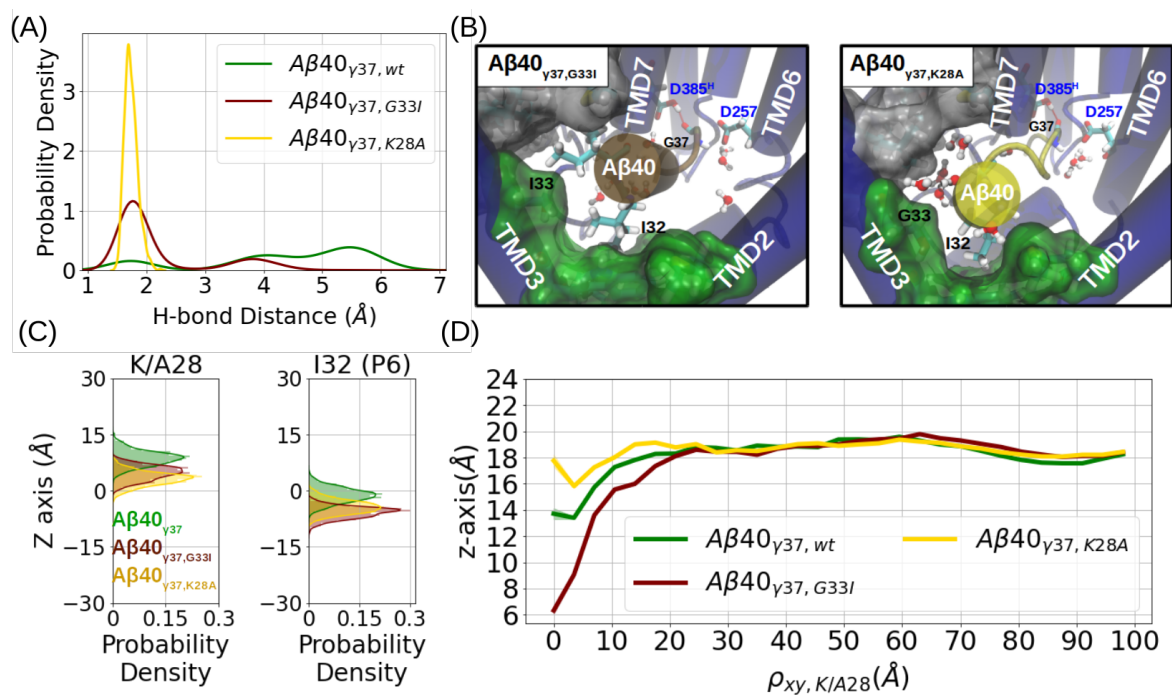 (A)
Probability Density
3
2
1
0
1
2
3
4
5
6
7
H-bond Distance (Å)
Aβ40γ37, wt
Aβ40γ37, G33I
Aβ40γ37, K28A
(B)
Aβ40γ37,G33I
TMD7
D385ᴴ
TMD6
D257
G37
Aβ40
I33
I32
TMD3
TMD2
Aβ40γ37,K28A
TMD7
D385ᴴ
TMD6
D257
G37
Aβ40
G33
I32
TMD3
TMD2
(C)
K/A28
Z axis (Å)
30
15
0
−15
−30
Aβ40γ37
Aβ40γ37,G33I
Aβ40γ37,K28A
0
0.15
0.3
Probability
Density
I32 (P6)
30
15
0
−15
−30
0
0.15
0.3
Probability
Density
(D)
z-axis(Å)
24
22
20
18
16
14
12
10
8
6
Aβ40γ37, wt
Aβ40γ37, K28A
Aβ40γ37, G33I
0
10
20
30
40
50
60
70
80
90
100
ρxy, K/A28(Å)